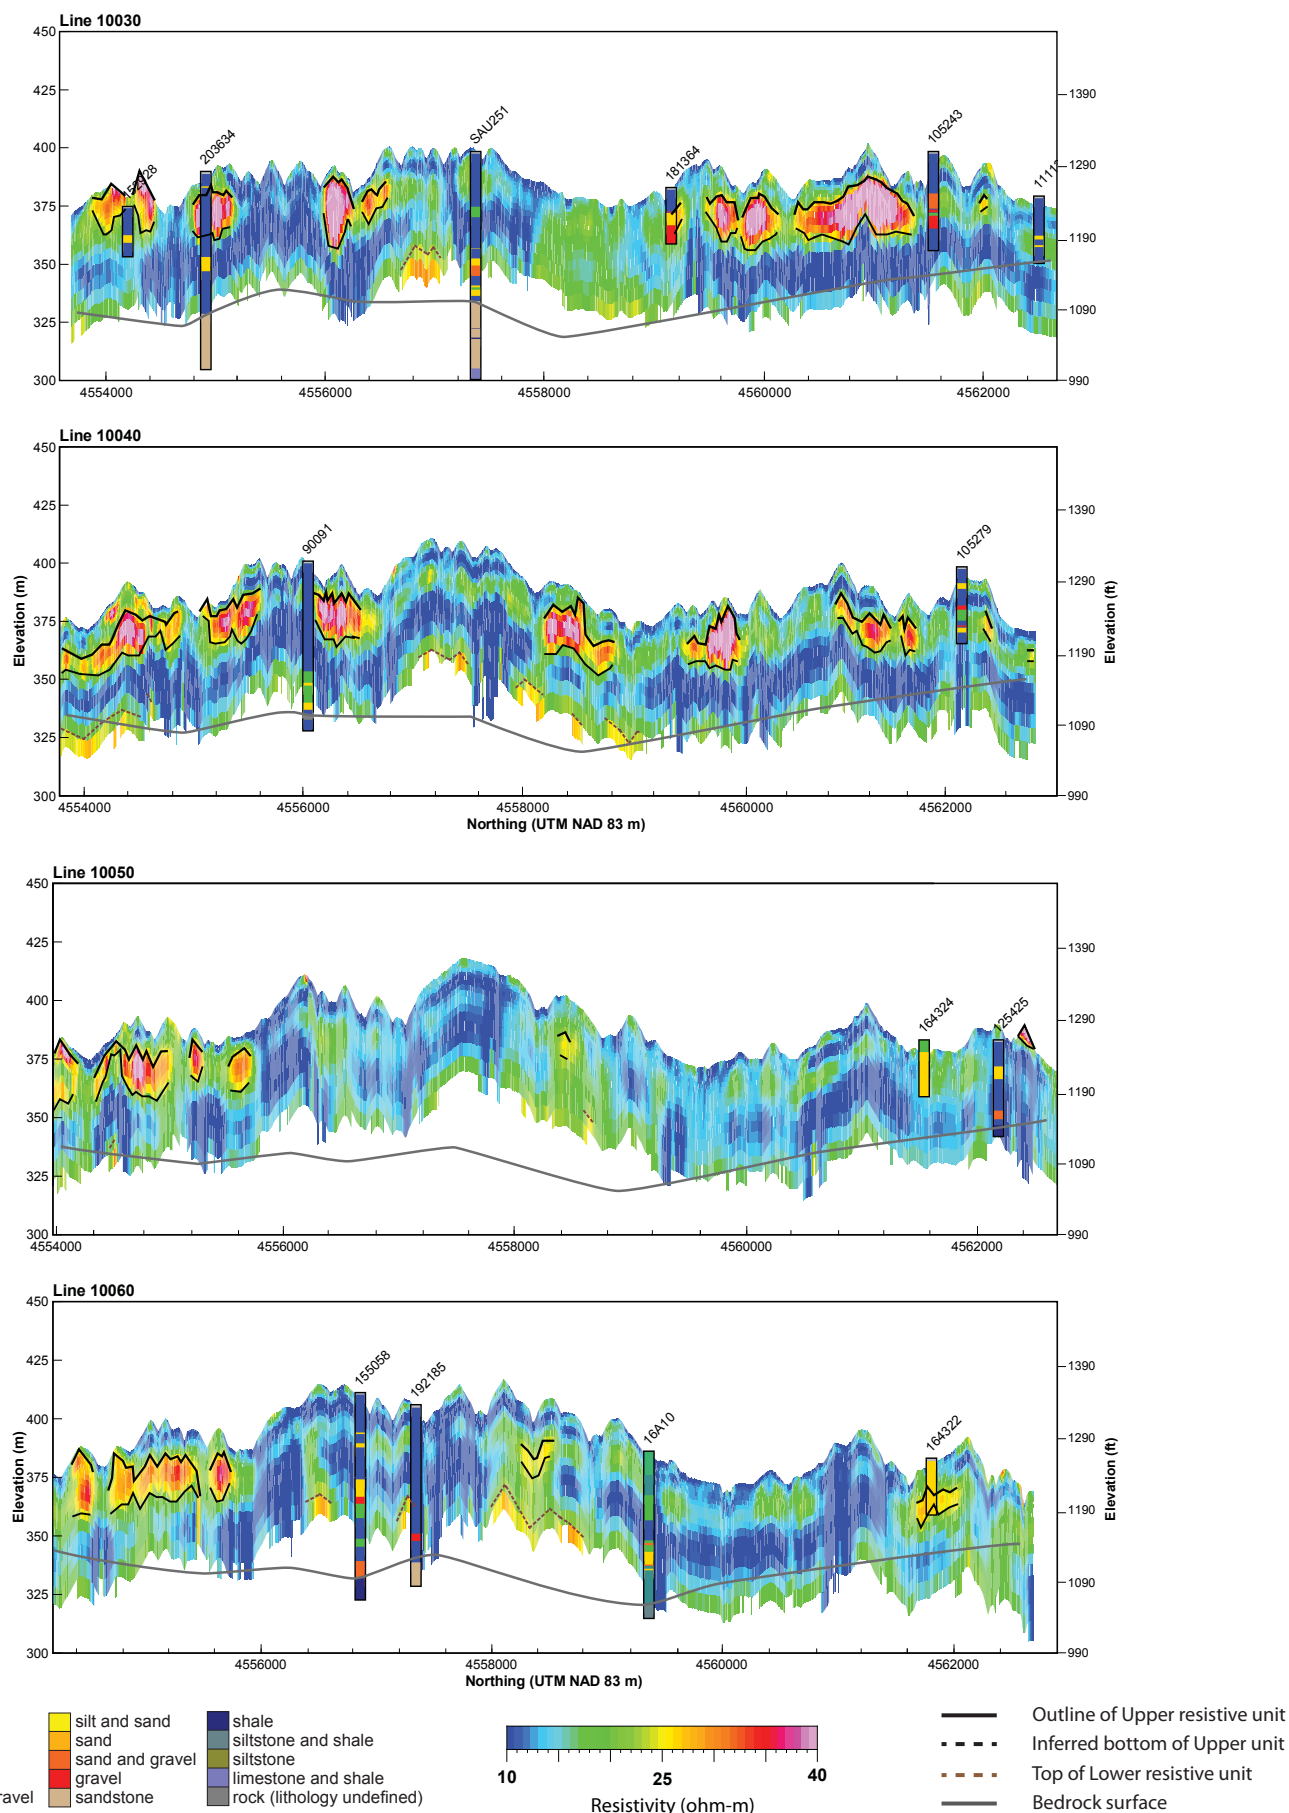 Line 10030
450
425
400
375
350
325
300
1390
1290
1190
1090
990
203634
SAU251
181364
105243
4554000
4556000
4558000
4560000
4562000
Line 10040
450
425
400
375
350
325
300
Elevation (m)
1390
1290
1190
1090
990
Elevation (ft)
90091
105279
4554000
4556000
4558000
4560000
4562000
Northing (UTM NAD 83 m)
Line 10050
450
425
400
375
350
325
300
1390
1290
1190
1090
990
164324
125425
4554000
4556000
4558000
4560000
4562000
Line 10060
450
425
400
375
350
325
300
Elevation (m)
1390
1290
1190
1090
990
Elevation (ft)
155058
192185
16A10
164322
4556000
4558000
4560000
4562000
Northing (UTM NAD 83 m)
silt and sand
sand
sand and gravel
gravel
sandstone
shale
siltstone and shale
siltstone
limestone and shale
rock (lithology undefined)
10
25
40
Resistivity (ohm-m)
Outline of Upper resistive unit
Inferred bottom of Upper unit
Top of Lower resistive unit
Bedrock surface